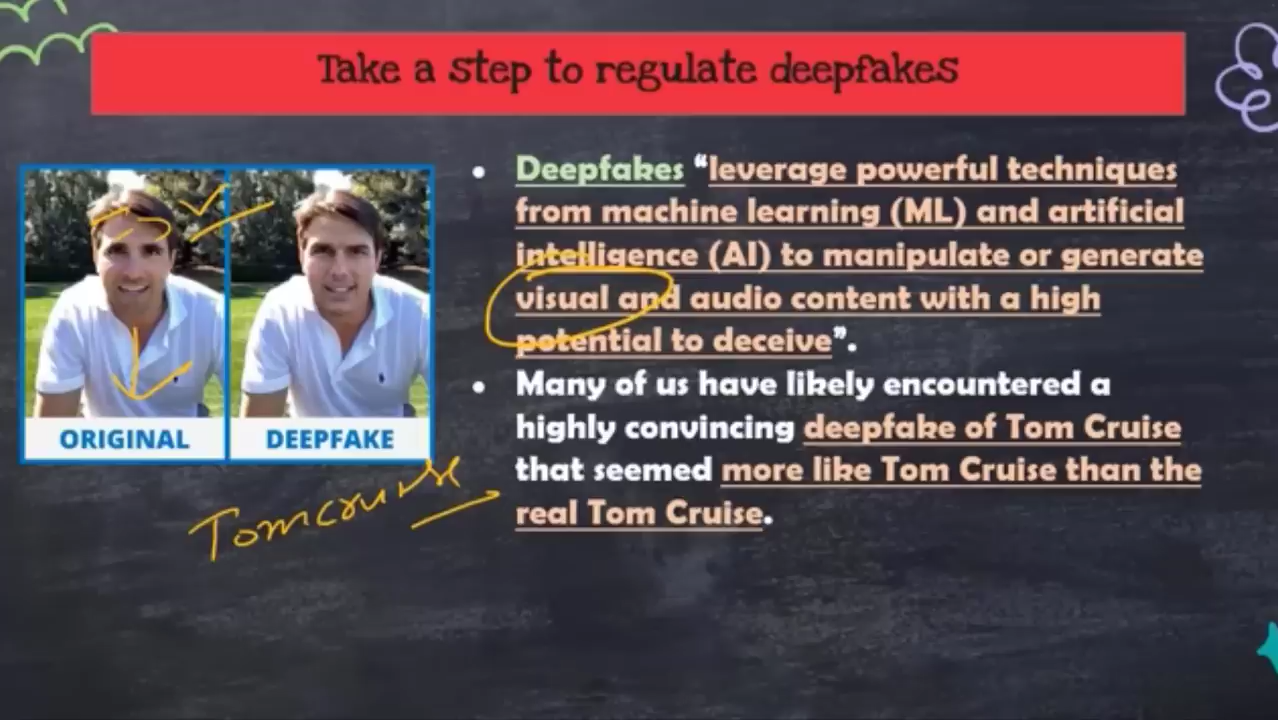 Take a step to regulate deepfakes
ORIGINAL
DEEPFAKE
Tomcruise
• Deepfakes “leverage powerful techniques
from machine learning (ML) and artificial
intelligence (AI) to manipulate or generate
visual and audio content with a high
potential to deceive”.
• Many of us have likely encountered a
highly convincing deepfake of Tom Cruise
that seemed more like Tom Cruise than the
real Tom Cruise.